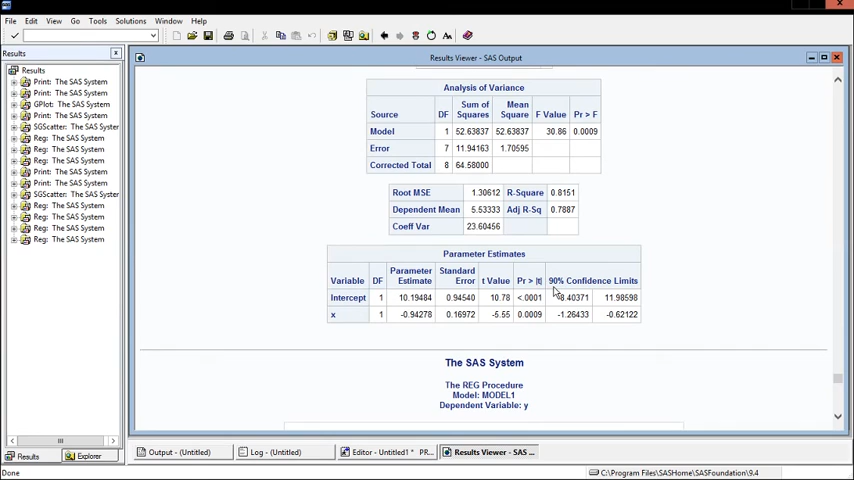 File Edit View Go Tools Solutions Window Help
Results
Results Viewer - SAS Output
Results
Print: The SAS System
Print: The SAS System
GPlot: The SAS System
Print: The SAS System
SGScatter: The SAS System
Reg: The SAS System
Reg: The SAS System
Reg: The SAS System
Print: The SAS System
Print: The SAS System
SGScatter: The SAS System
Reg: The SAS System
Reg: The SAS System
Reg: The SAS System
Reg: The SAS System
Analysis of Variance
Source DF Sum of Squares Mean Square F Value Pr > F
Model 1 52.63837 52.63837 30.86 0.0009
Error 7 11.94163 1.70595
Corrected Total 8 64.58000
Root MSE 1.30612 R-Square 0.8151
Dependent Mean 5.53333 Adj R-Sq 0.7887
Coeff Var 23.60456
Parameter Estimates
Variable DF Parameter Estimate Standard Error t Value Pr > |t| 90% Confidence Limits
Intercept 1 10.19484 0.94540 10.78 <.0001 8.40371 11.98598
x 1 -0.94278 0.16972 -5.55 0.0009 -1.26433 -0.62122
The SAS System
The REG Procedure
Model: MODEL1
Dependent Variable: y
Results Explorer
Output - (Untitled) Log - (Untitled) Editor - Untitled1 * PR... Results Viewer - SAS ...
Done
C:\Program Files\SASHome\SASFoundation\9.4